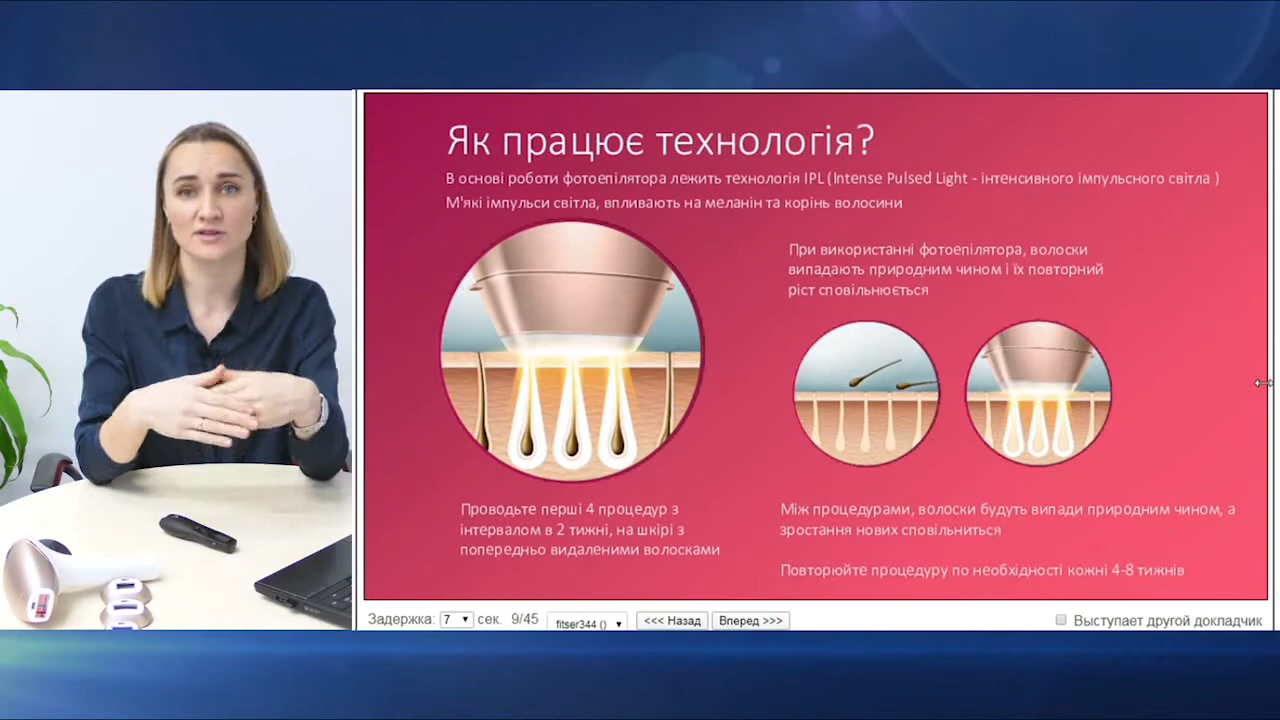 Як працює технологія?
В основі роботи фотоепілятора лежить технологія IPL (Intense Pulsed Light - інтенсивного імпульсного світла )
М'які імпульси світла, впливають на меланін та корінь волосини
При використанні фотоепілятора, волоски
випадають природним чином і їх повторний
ріст сповільнюється
Проводьте перші 4 процедур з
інтервалом в 2 тижні, на шкірі з
попередньо видаленими волосками
Між процедурами, волоски будуть випади природним чином, а
зростання нових сповільниться
Повторюйте процедуру по необхідності кожні 4-8 тижнів
Задержка: 7 сек. 9/45 fitser344 () <<< Назад Вперед >>> Выступает другой докладчик